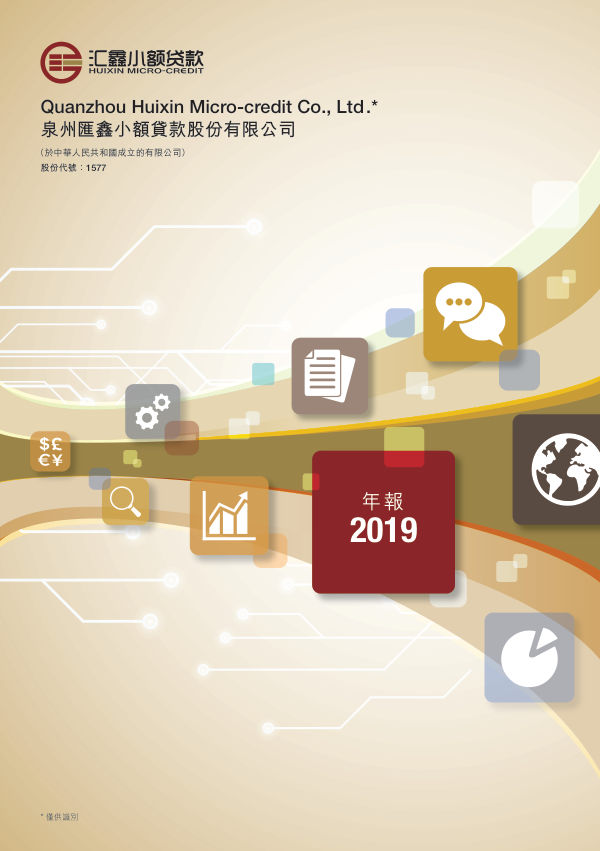 汇鑫小额贷款
HUIXIN MICRO-CREDIT
Quanzhou Huixin Micro-credit Co., Ltd.*
泉州匯鑫小額貸款股份有限公司
（於中華人民共和國成立的有限公司）
股份代號：1577
$£
€¥
年報
2019
* 僅供識別